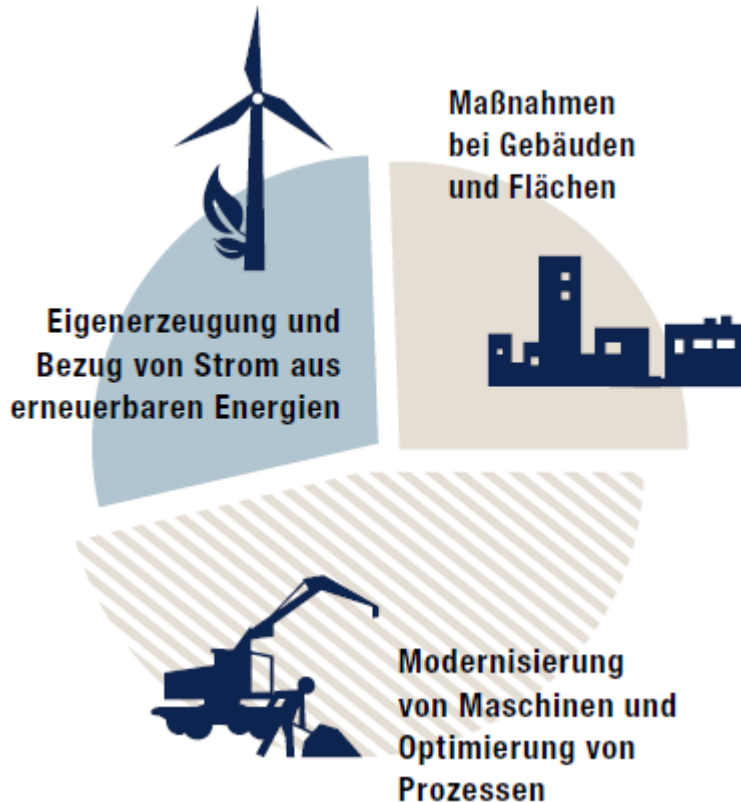 Maßnahmen
bei Gebäuden
und Flächen
Eigenerzeugung und
Bezug von Strom aus
erneuerbaren Energien
Modernisierung
von Maschinen und
Optimierung von
Prozessen